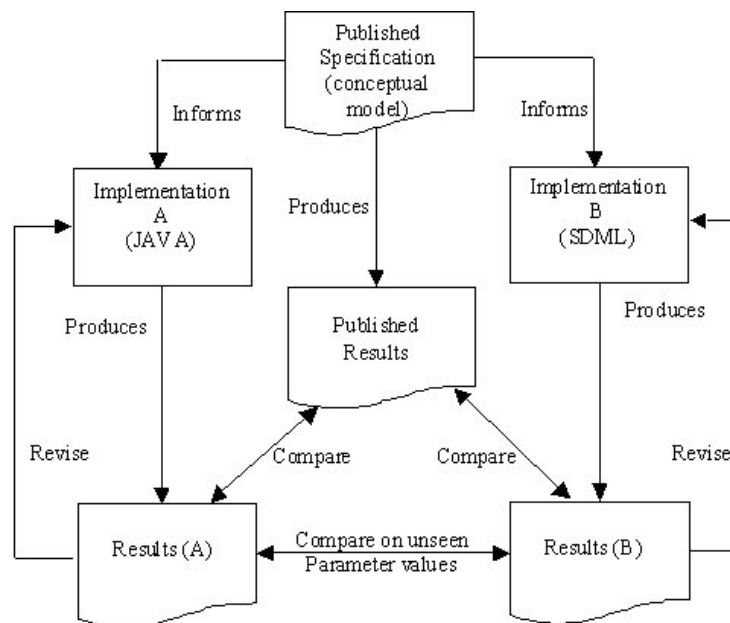 Published
Specification
(conceptual
model)
Informs
Informs
Implementation
A
(JAVA)
Implementation
B
(SDML)
Produces
Published
Results
Produces
Produces
Revise
Compare
Compare
Revise
Results (A)
Compare on unseen
Parameter values
Results (B)